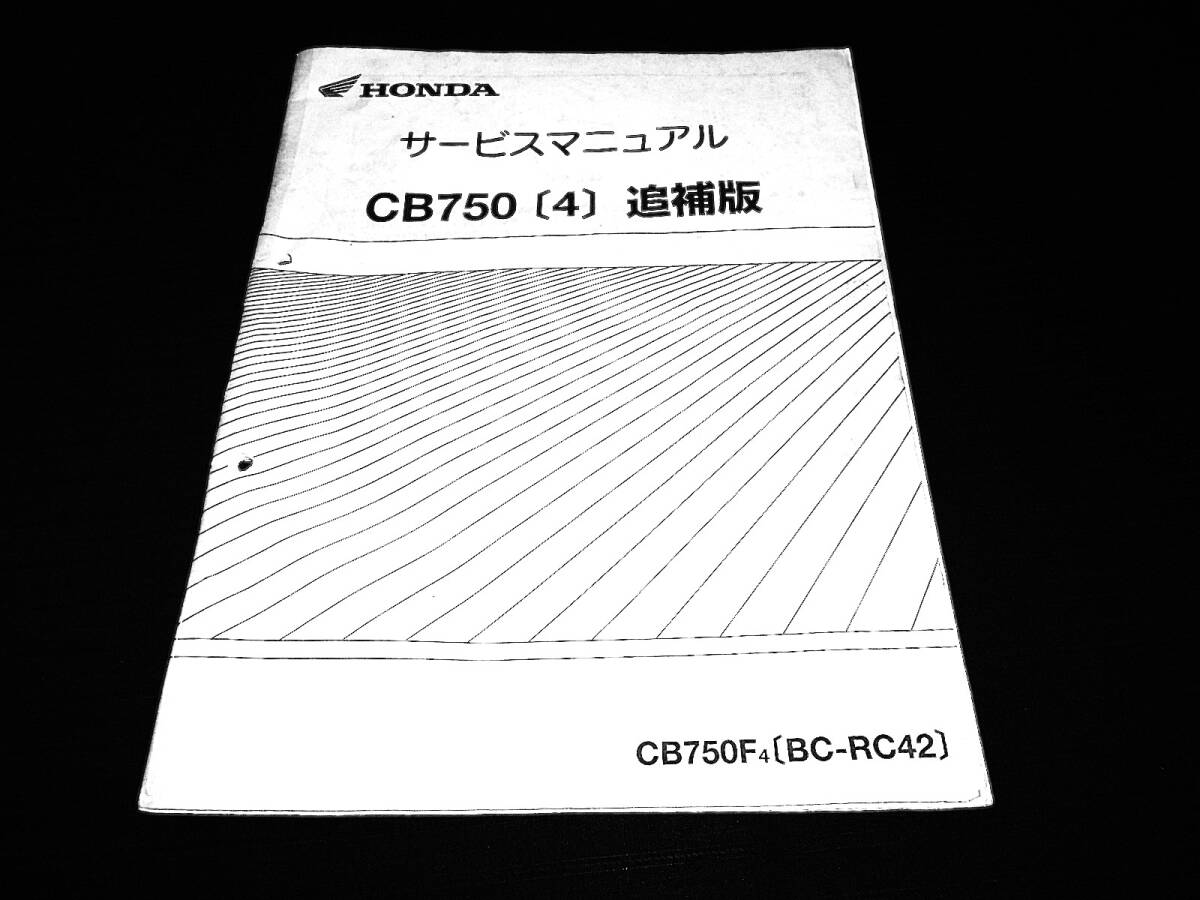 HONDA
サービスマニュアル
CB750〔4〕 追補版
CB750F4〔BC-RC42〕